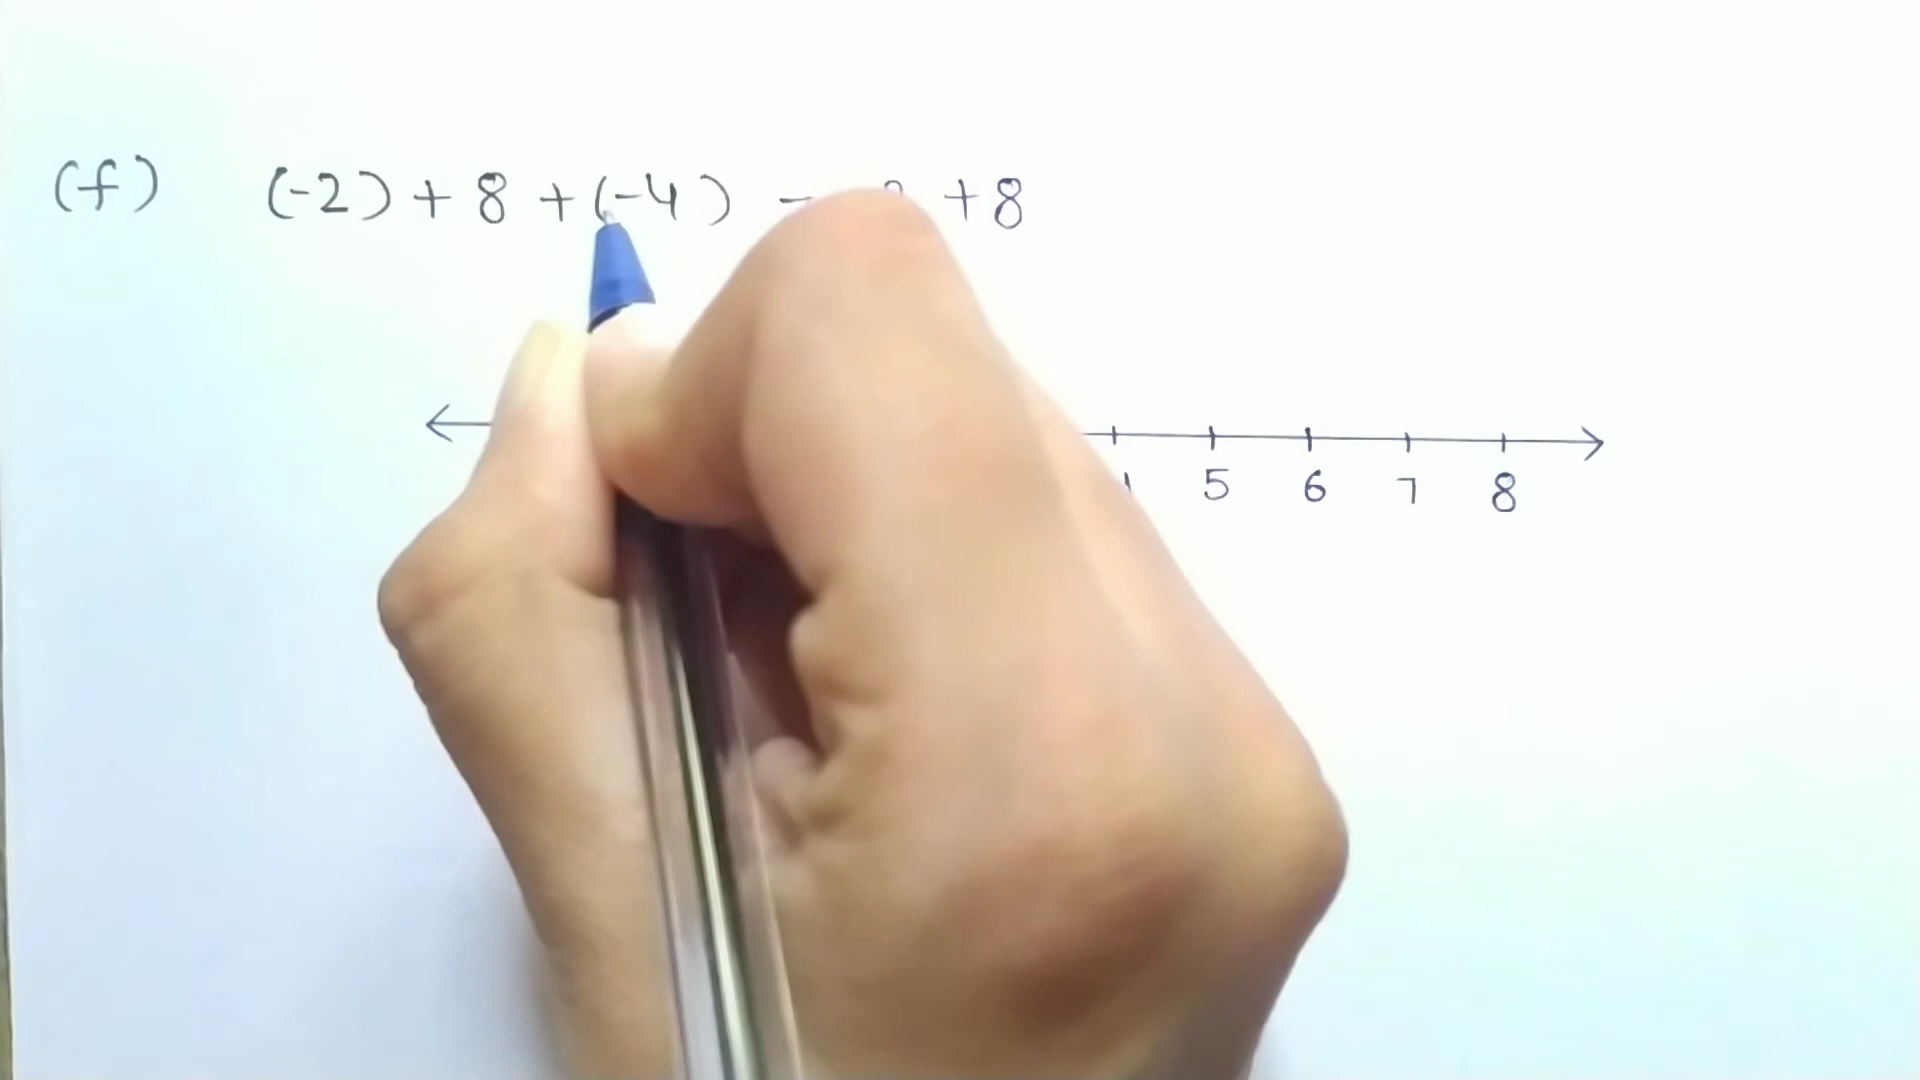 (f) (-2) + 8 + (-4) = +8
5 6 7 8